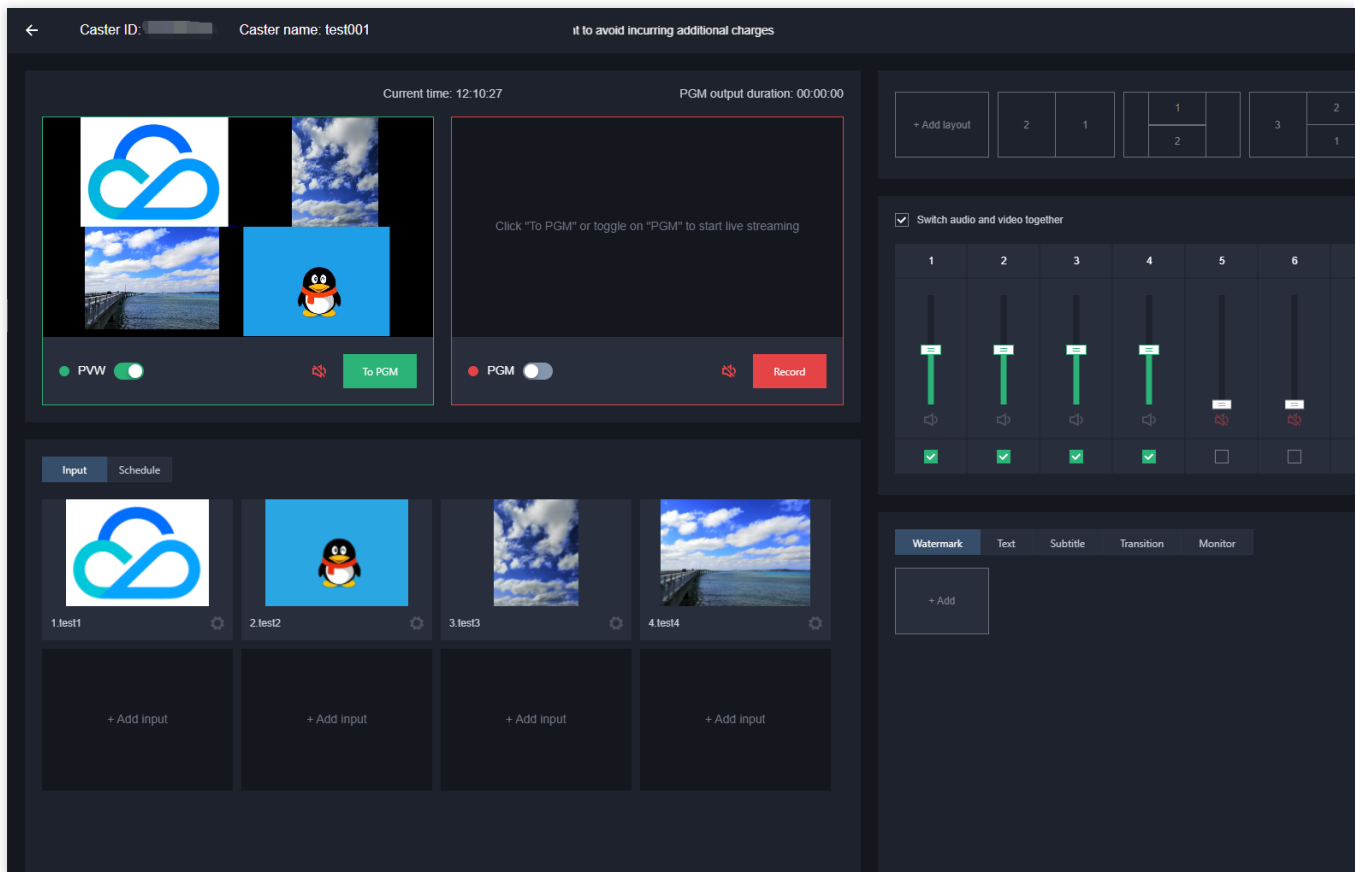 Caster ID:
Caster name: test001
to avoid incurring additional charges
Current time: 12:10:27
PGM output duration: 00:00:00
Click "To PGM" or toggle on "PGM" to start live streaming
PVW
To PGM
PGM
Record
Input
Schedule
1.test1
2.test2
3.test3
4.test4
+ Add input
+ Add input
+ Add input
+ Add input
+ Add layout
2
1
1
2
3
2
1
Switch audio and video together
1
2
3
4
5
6
Watermark
Text
Subtitle
Transition
Monitor
+ Add